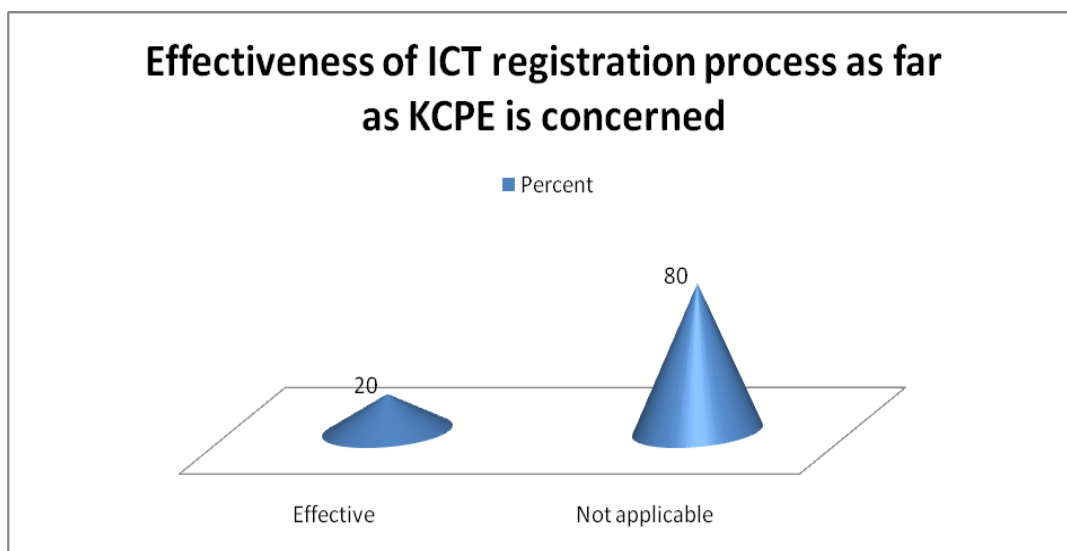 Effectiveness of ICT registration process as far
as KCPE is concerned
Percent
80
20
Effective
Not applicable